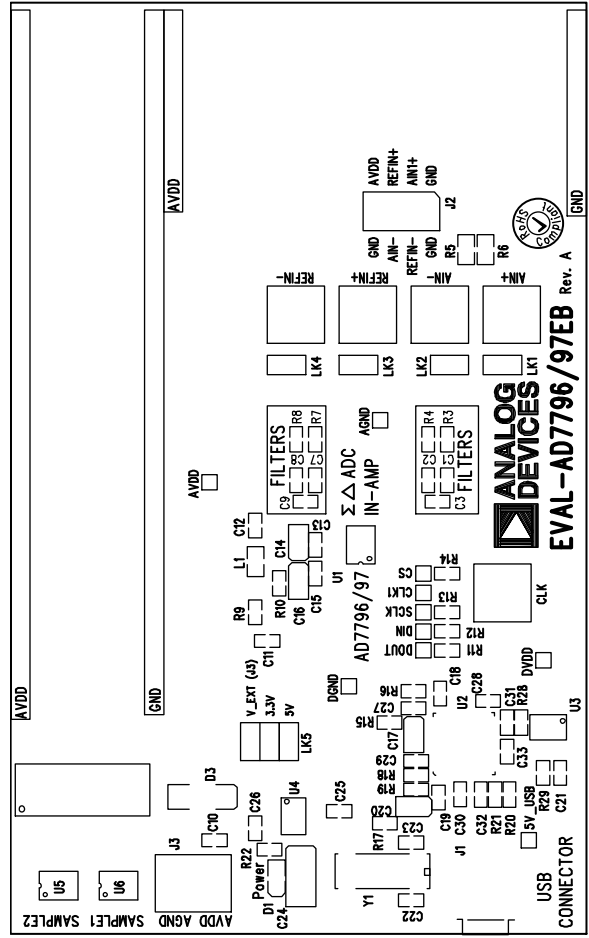 AVDD
GND
AVDD
GND
AVDD
REFIN+
AIN1+
GND
J2
GND
AIN-
REFIN-
GND
R5
R6
RoHS
Compliant
REFIN-
REFIN+
AIN-
AIN+
LK4
LK3
LK2
LK1
R8
R7
C8
C7
FILTERS
C9
AGND
R4
R3
C2
C1
FILTERS
C3
ANALOG
DEVICES
EVAL-AD7796/97EB Rev. A
AVDD
Σ△ADC
IN-AMP
C12
L1
C14
C13
R9
R10
C16
C15
C11
U1
AD7796/97
CS
CLK1
SCLK
DIN
DOUT
R14
R13
R12
R11
CLK
DVDD
DGND
V_EXT (J3)
3.3V
5V
LK5
R16
C27
R15
C17
C18
U2
C28
C31
R28
U3
C33
C29
R18
R19
C20
C19
C30
C32
R21
R20
5V_USB
R29
C21
D3
C26
U4
C25
C10
J3
R22
Power
D1
C24
R17
C23
Y1
C22
J1
USB
CONNECTOR
U5
U6
SAMPLE2
SAMPLE1
AGND
AVDD